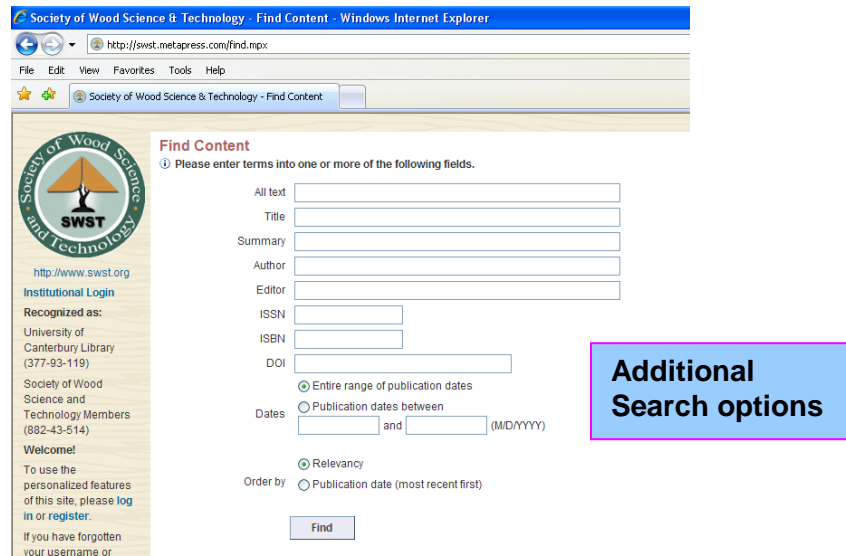 Society of Wood Science & Technology - Find Content - Windows Internet Explorer
http://swst.metapress.com/find.mpx
File Edit View Favorites Tools Help
Society of Wood Science & Technology - Find Content
Society of Wood Science and Technology
SWST
http://www.swst.org
Institutional Login
Recognized as:
University of
Canterbury Library
(377-93-119)
Society of Wood
Science and
Technology Members
(882-43-514)
Welcome!
To use the
personalized features
of this site, please log
in or register.
If you have forgotten
your username or
Find Content
Please enter terms into one or more of the following fields.
All text
Title
Summary
Author
Editor
ISSN
ISBN
DOI
Entire range of publication dates
Dates
Publication dates between
and (M/D/YYYY)
Relevancy
Order by
Publication date (most recent first)
Find
Additional
Search options